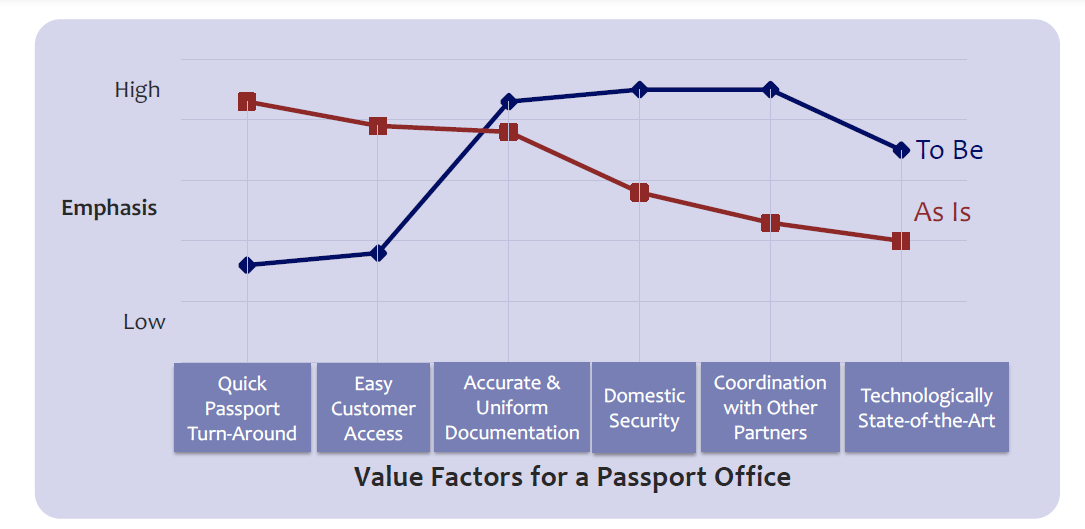 High
To Be
Emphasis
As Is
Low
Quick
Passport
Turn-Around
Easy
Customer
Access
Accurate &
Uniform
Documentation
Domestic
Security
Coordination
with Other
Partners
Technologically
State-of-the-Art
Value Factors for a Passport Office